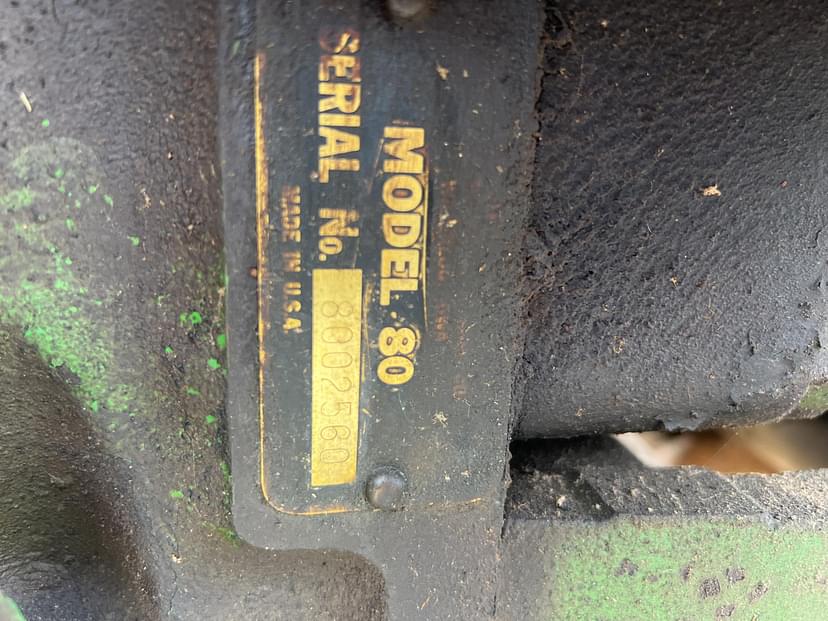 MODEL 80
SERIAL No. 8002560
MADE IN U.S.A.